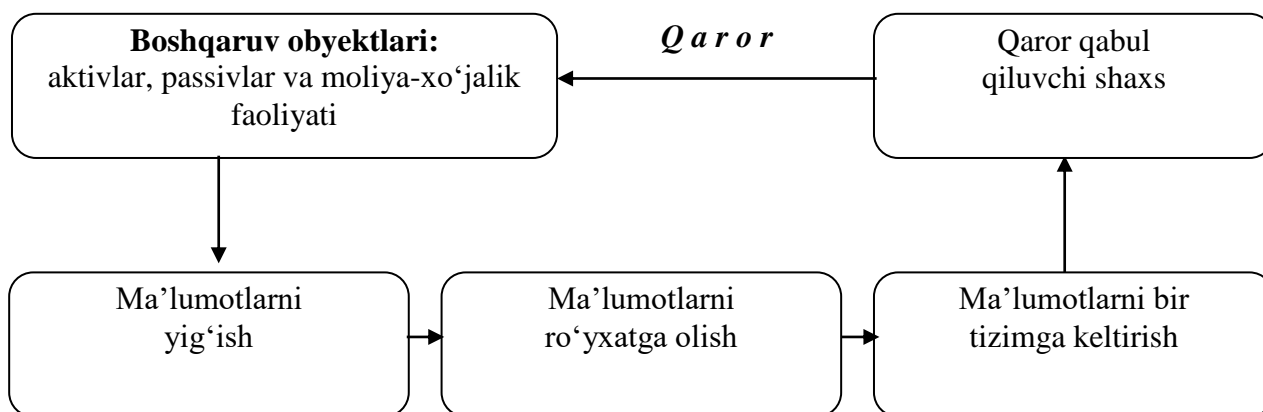 Boshqaruv obyektlari:
aktivlar, passivlar va moliya-xo‘jalik
faoliyati
Q a r o r
Qaror qabul
qiluvchi shaxs
Ma’lumotlarni
yig‘ish
Ma’lumotlarni
ro‘yxatga olish
Ma’lumotlarni bir
tizimga keltirish